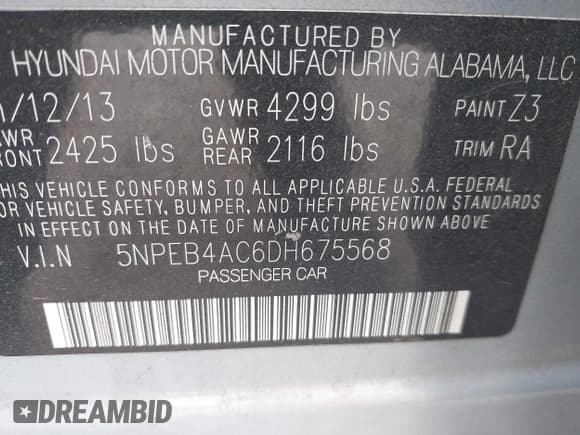 MANUFACTURED BY
HYUNDAI MOTOR MANUFACTURING ALABAMA, LLC
/12/13 GVWR 4299 lbs PAINT Z3
WR GAWR
RONT 2425 lbs REAR 2116 lbs TRIM RA
HIS VEHICLE CONFORMS TO ALL APPLICABLE U.S.A. FEDERAL
OR VEHICLE SAFETY, BUMPER, AND THEFT PREVENTION STANDARDS
IN EFFECT ON THE DATE OF MANUFACTURE SHOWN ABOVE
V.I.N 5NPEB4AC6DH675568
PASSENGER CAR
DREAMBID